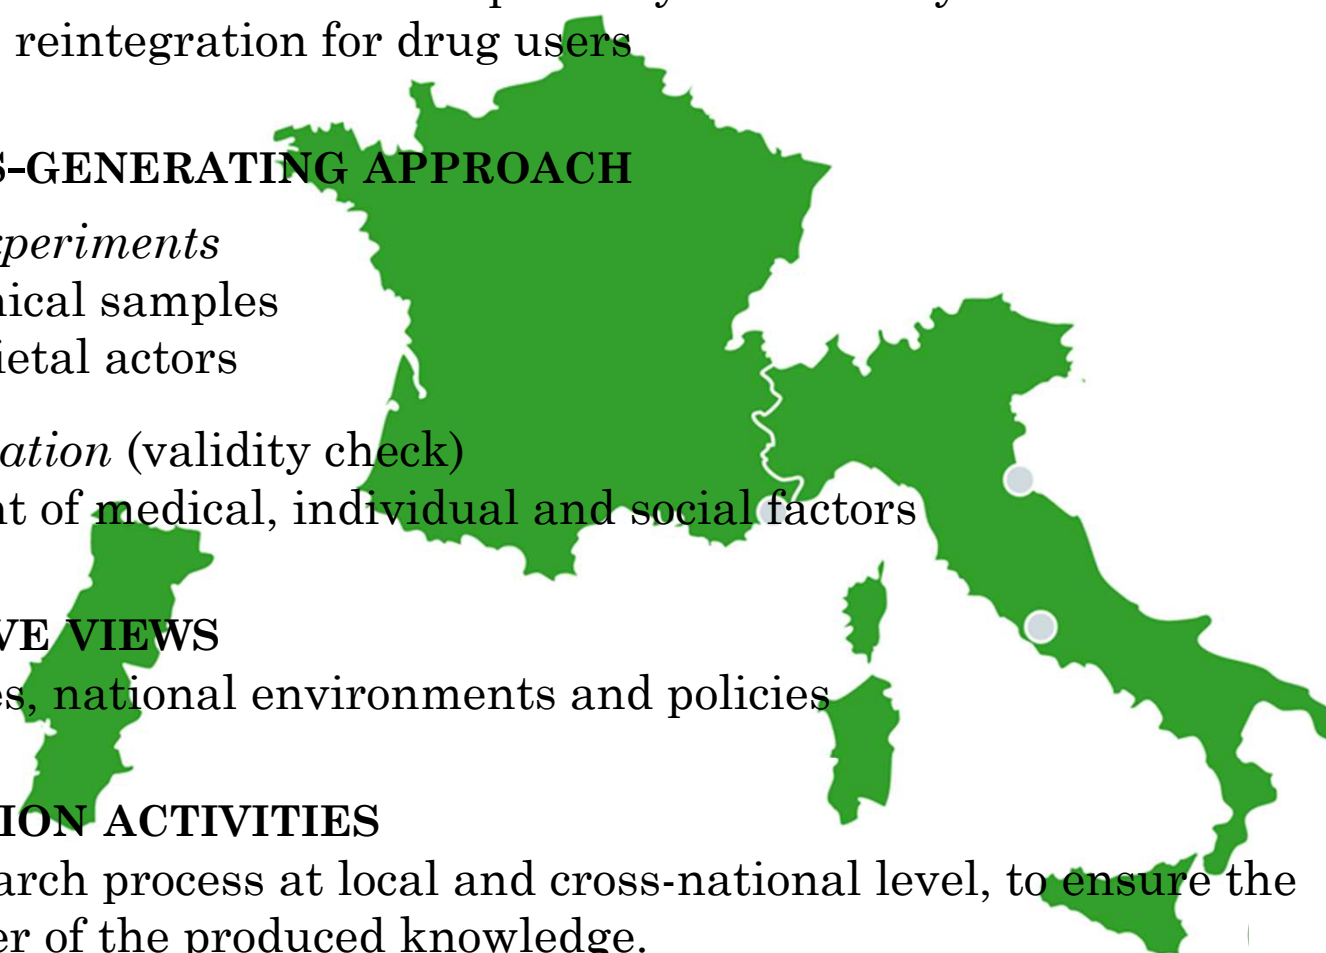 reintegration for drug users
S-GENERATING APPROACH
periments
ical samples
ietal actors
ation (validity check)
t of medical, individual and social factors
VE VIEWS
es, national environments and policies
ION ACTIVITIES
arch process at local and cross-national level, to ensure the
er of the produced knowledge.